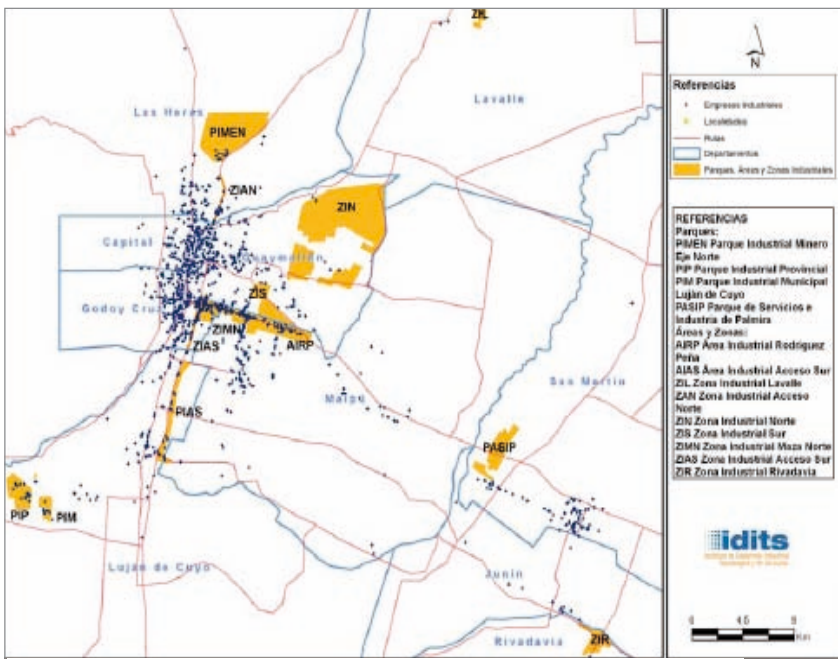 ZIL
Lavalle
Las Heras
PIMEN
ZIAN
ZIN
Capital
Guaymallén
Godoy Cruz
ZIS
ZIMN
ZIAS
AIRP
San Martín
Maipú
PIAS
PASIP
PIP
PIM
Luján de Cuyo
Junín
Rivadavia
ZIR
N
Referencias
Empresas Industriales
Localidades
Rutas
Departamentos
Parques, Áreas y Zonas Industriales
REFERENCIAS
Parques:
PIMEN Parque Industrial Minero
Eje Norte
PIP Parque Industrial Provincial
PIM Parque Industrial Municipal
Luján de Cuyo
PASIP Parque de Servicios e
Industria de Palmira
Áreas y Zonas:
AIRP Área Industrial Rodríguez
Peña
AIAS Área Industrial Acceso Sur
ZIL Zona Industrial Lavalle
ZAN Zona Industrial Acceso
Norte
ZIN Zona Industrial Norte
ZIS Zona Industrial Sur
ZIMN Zona Industrial Maza Norte
ZIAS Zona Industrial Acceso Sur
ZIR Zona Industrial Rivadavia
idits
0 4,5 9
Km